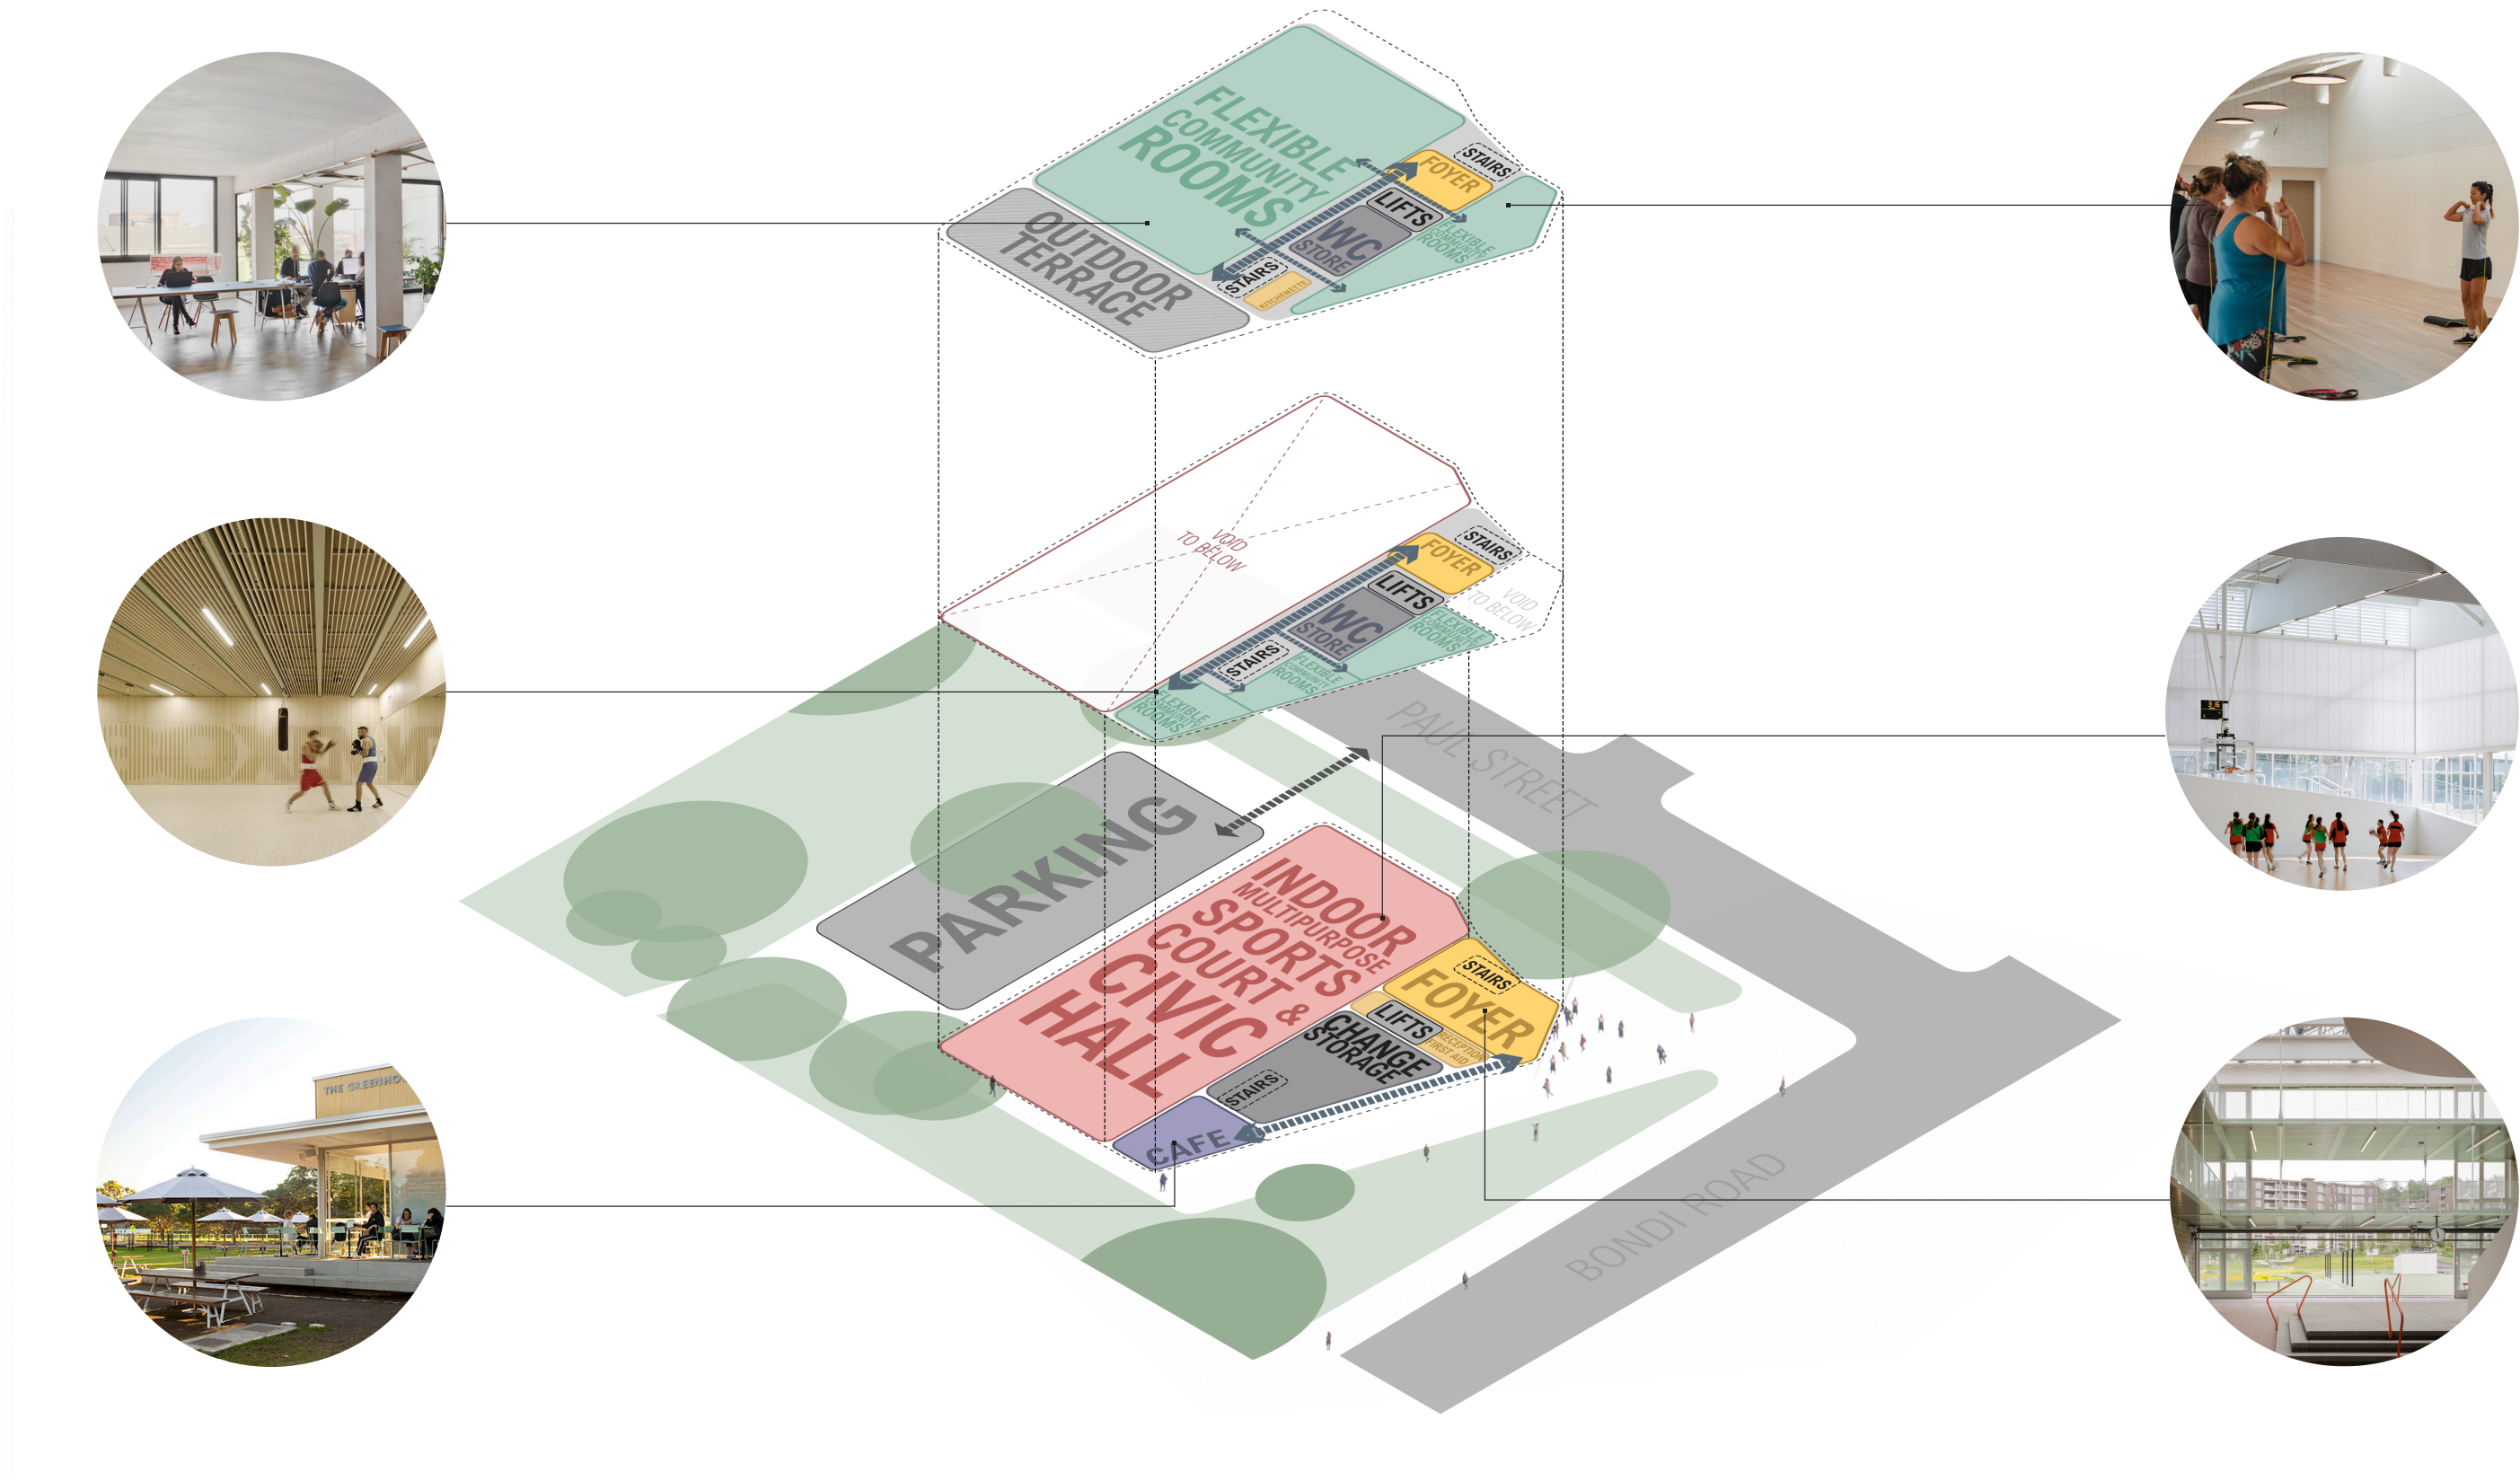 FLEXIBLE
COMMUNITY
ROOMS
STAIRS
FOYER
LIFTS
WC
STORE
FLEXIBLE
COMMUNITY
ROOMS
OUTDOOR
TERRACE
STAIRS
KITCHENETTE
VOID
TO BELOW
STAIRS
FOYER
LIFTS
VOID
TO BELOW
WC
STORE
FLEXIBLE
COMMUNITY
ROOMS
STAIRS
FLEXIBLE
COMMUNITY
ROOMS
FLEXIBLE
COMMUNITY
ROOMS
PAUL STREET
PARKING
INDOOR
MULTIPURPOSE
SPORTS
COURT &
CIVIC
HALL
STAIRS
FOYER
LIFTS
RECEPTION
FIRST AID
CHANGE
STORAGE
STAIRS
CAFE
THE GREENHO
BONDI ROAD